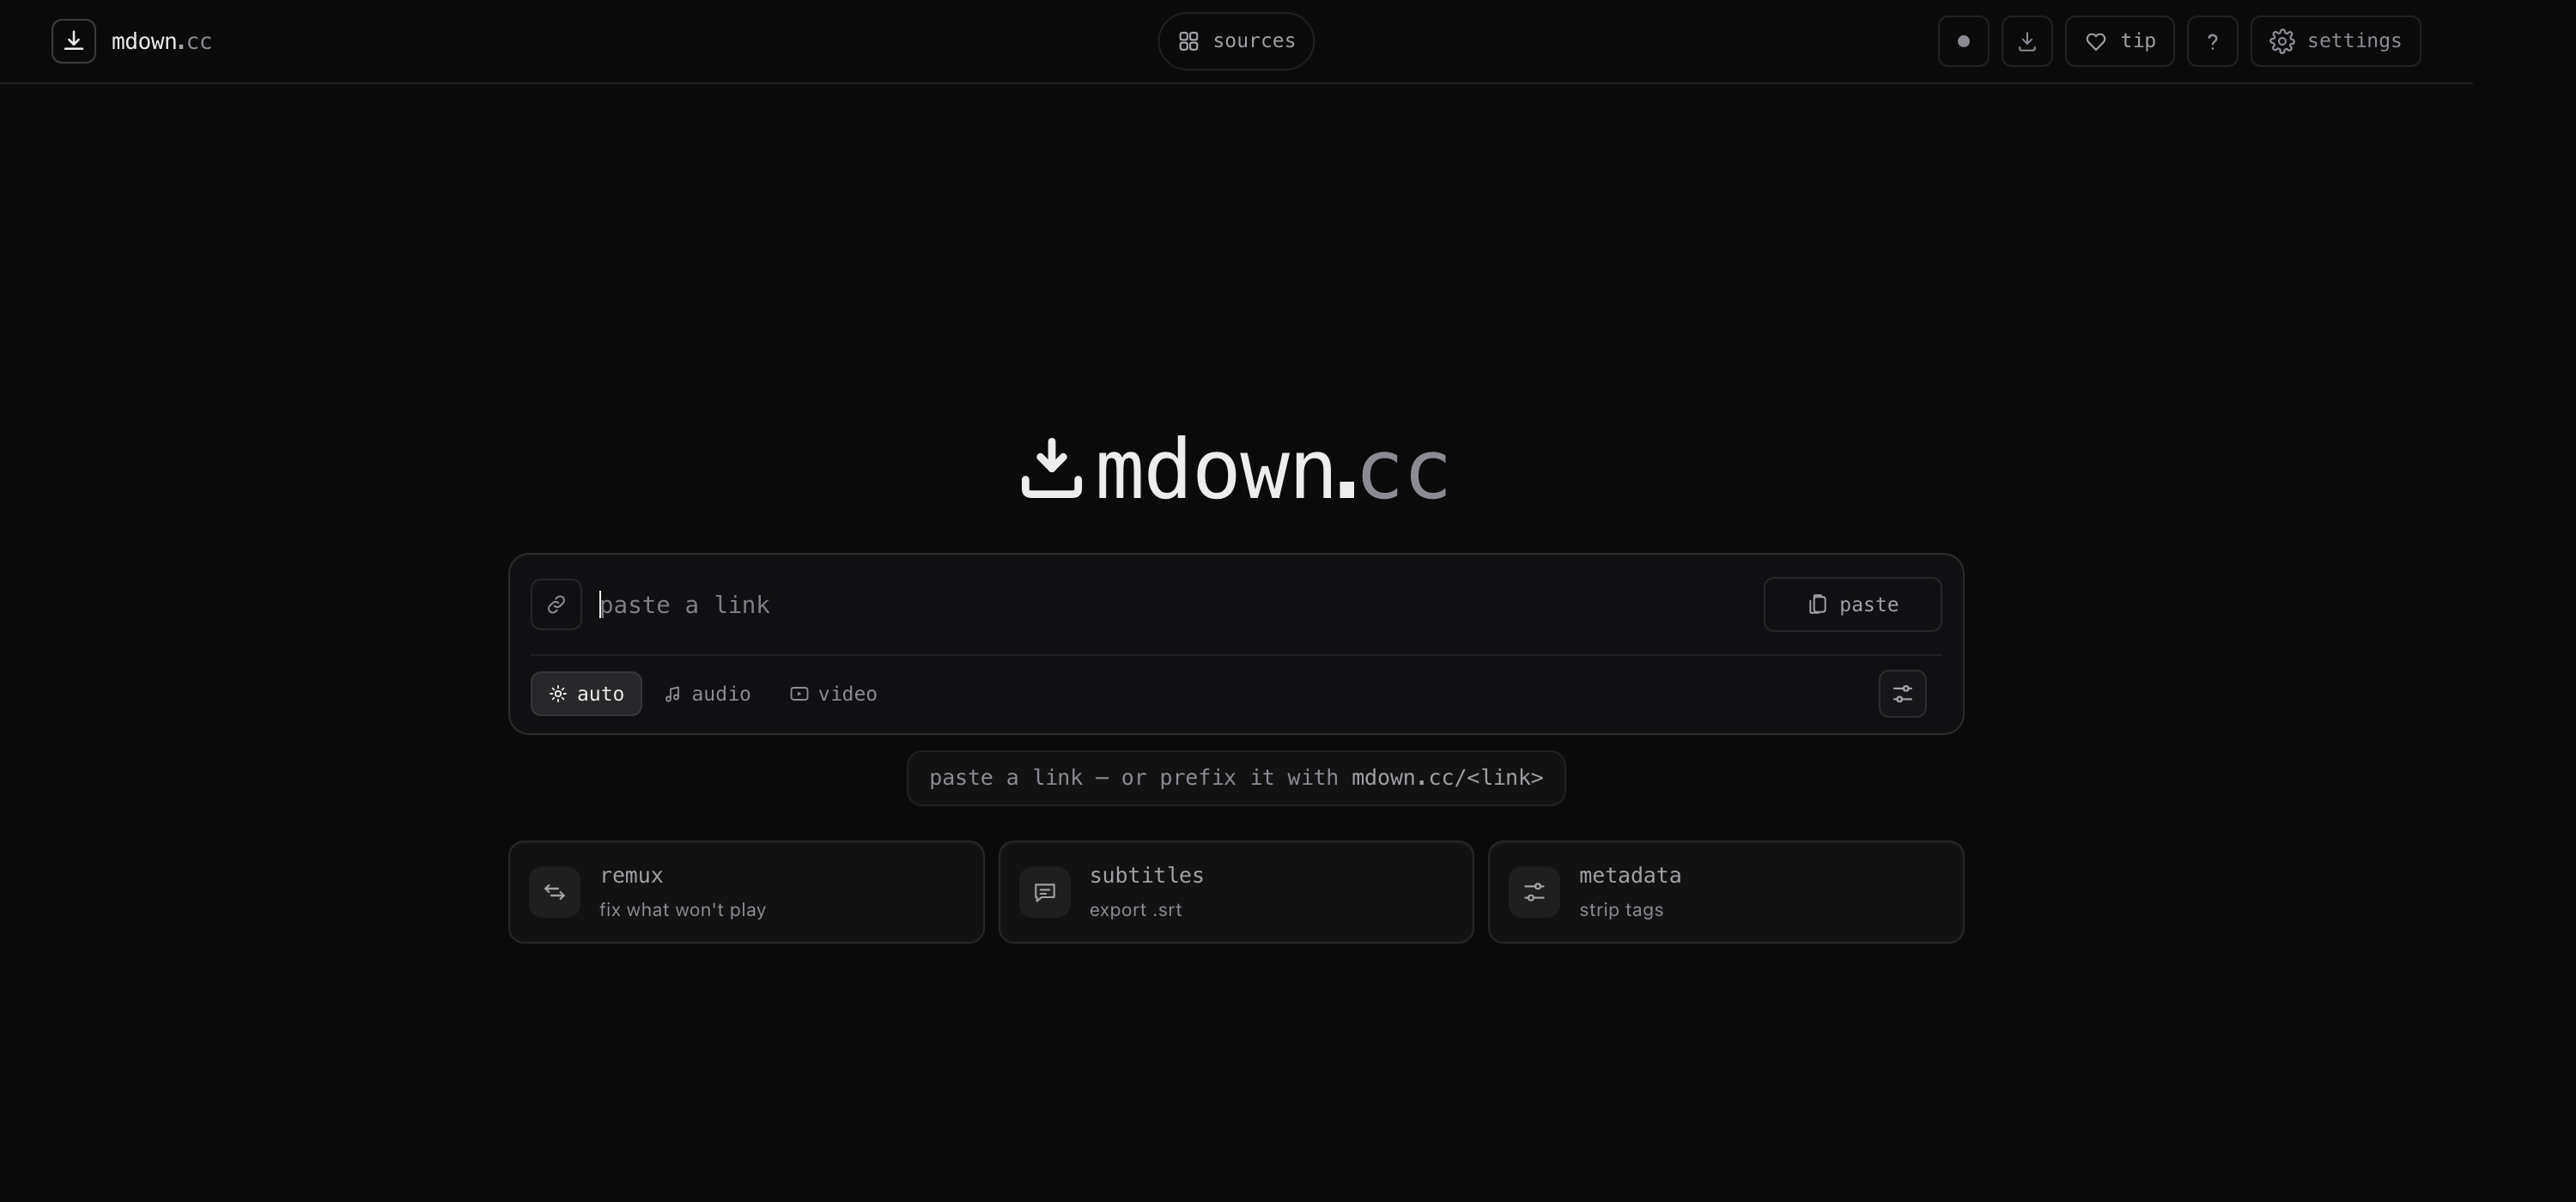 mdown.cc
sources
tip
?
settings
mdown.cc
paste a link
paste
auto
audio
video
paste a link — or prefix it with mdown.cc/<link>
remux
fix what won't play
subtitles
export .srt
metadata
strip tags